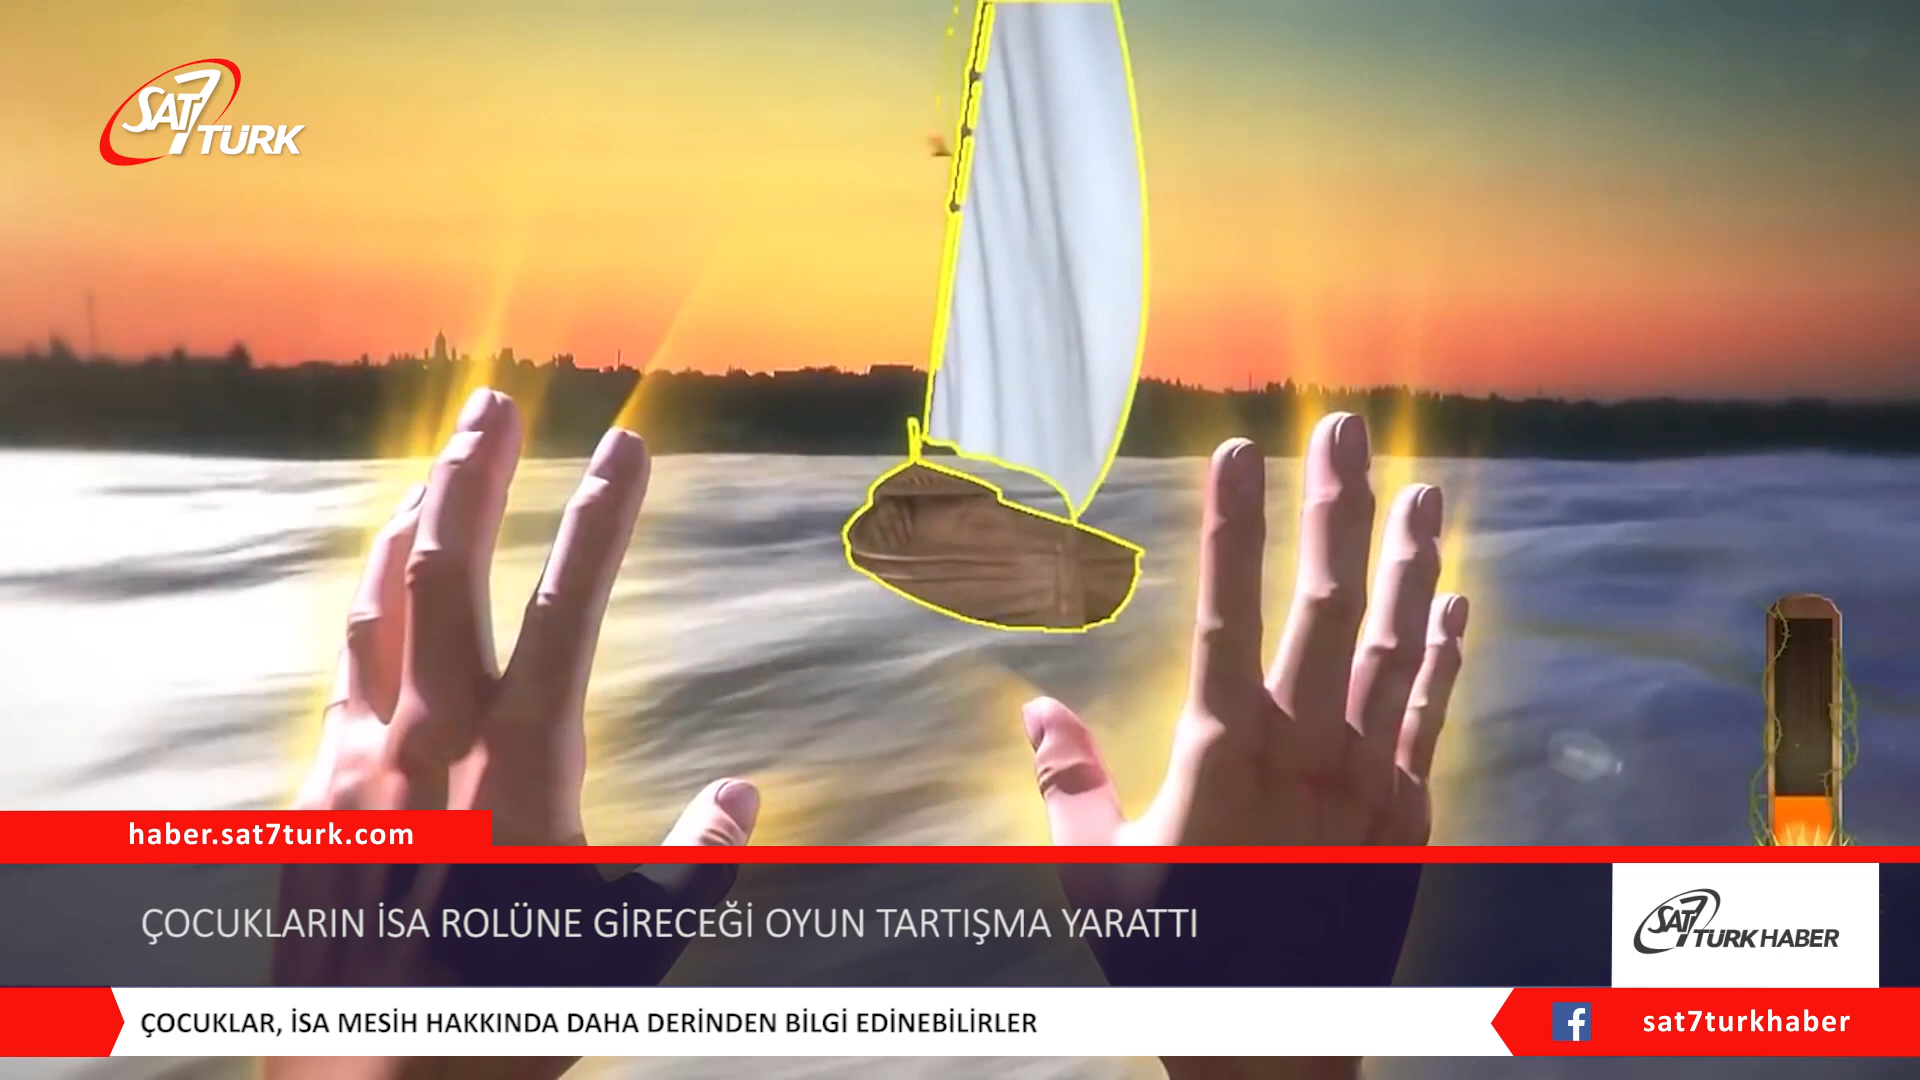 SAT7 TÜRK
haber.sat7turk.com
ÇOCUKLARIN İSA ROLÜNE GİRECEĞİ OYUN TARTIŞMA YARATTI
SAT7 TÜRK HABER
ÇOCUKLAR, İSA MESİH HAKKINDA DAHA DERİNDEN BİLGİ EDİNEBİLİRLER
f sat7turkhaber